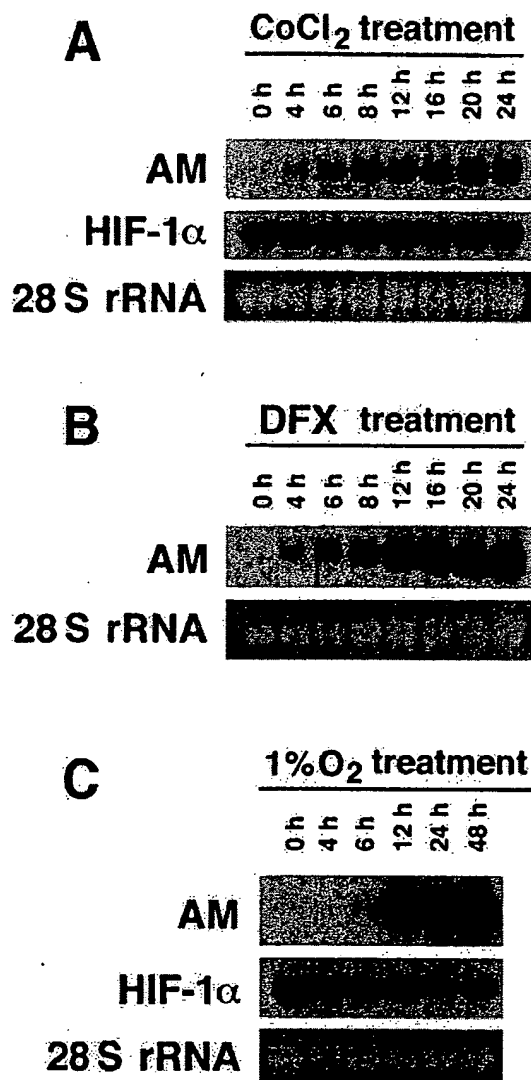 A
CoCl2 treatment
0 h 4 h 6 h 8 h 12 h 16 h 20 h 24 h
AM
HIF-1α
28 S rRNA
B
DFX treatment
0 h 4 h 6 h 8 h 12 h 16 h 20 h 24 h
AM
28 S rRNA
C
1%O2 treatment
0 h 4 h 6 h 12 h 24 h 48 h
AM
HIF-1α
28 S rRNA